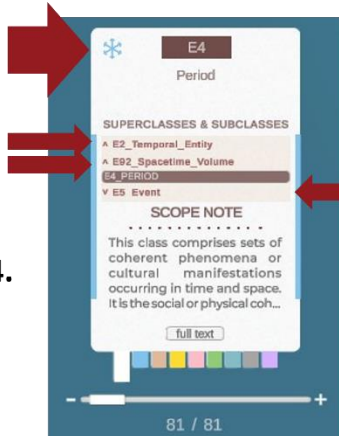 E4
Period
SUPERCLASSES & SUBCLASSES
ʌ E2_Temporal_Entity
ʌ E92_Spacetime_Volume
E4_PERIOD
v E5 Event
SCOPE NOTE
This class comprises sets of
coherent phenomena or
cultural manifestations
occurring in time and space.
It is the social or physical coh...
4.
full text
- +
81 / 81